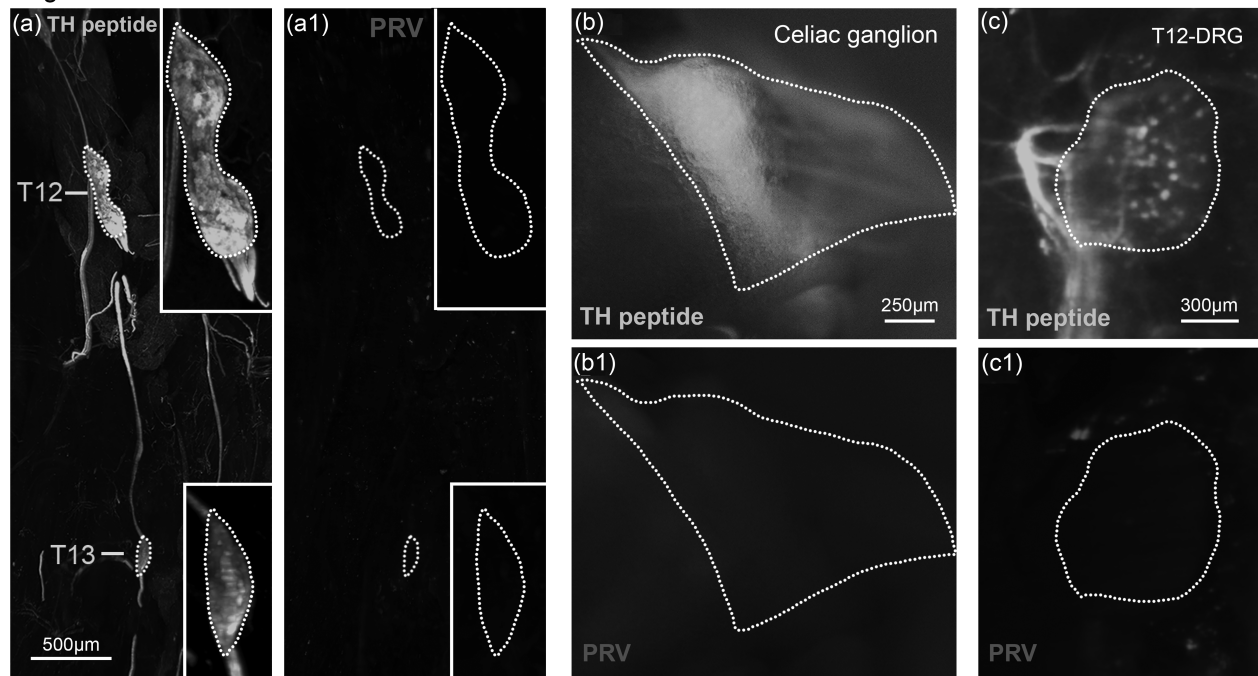 (a) TH peptide
T12
T13
500µm
(a1) PRV
(b) Celiac ganglion
TH peptide
250µm
(c) T12-DRG
TH peptide
300µm
(b1)
PRV
(c1)
PRV